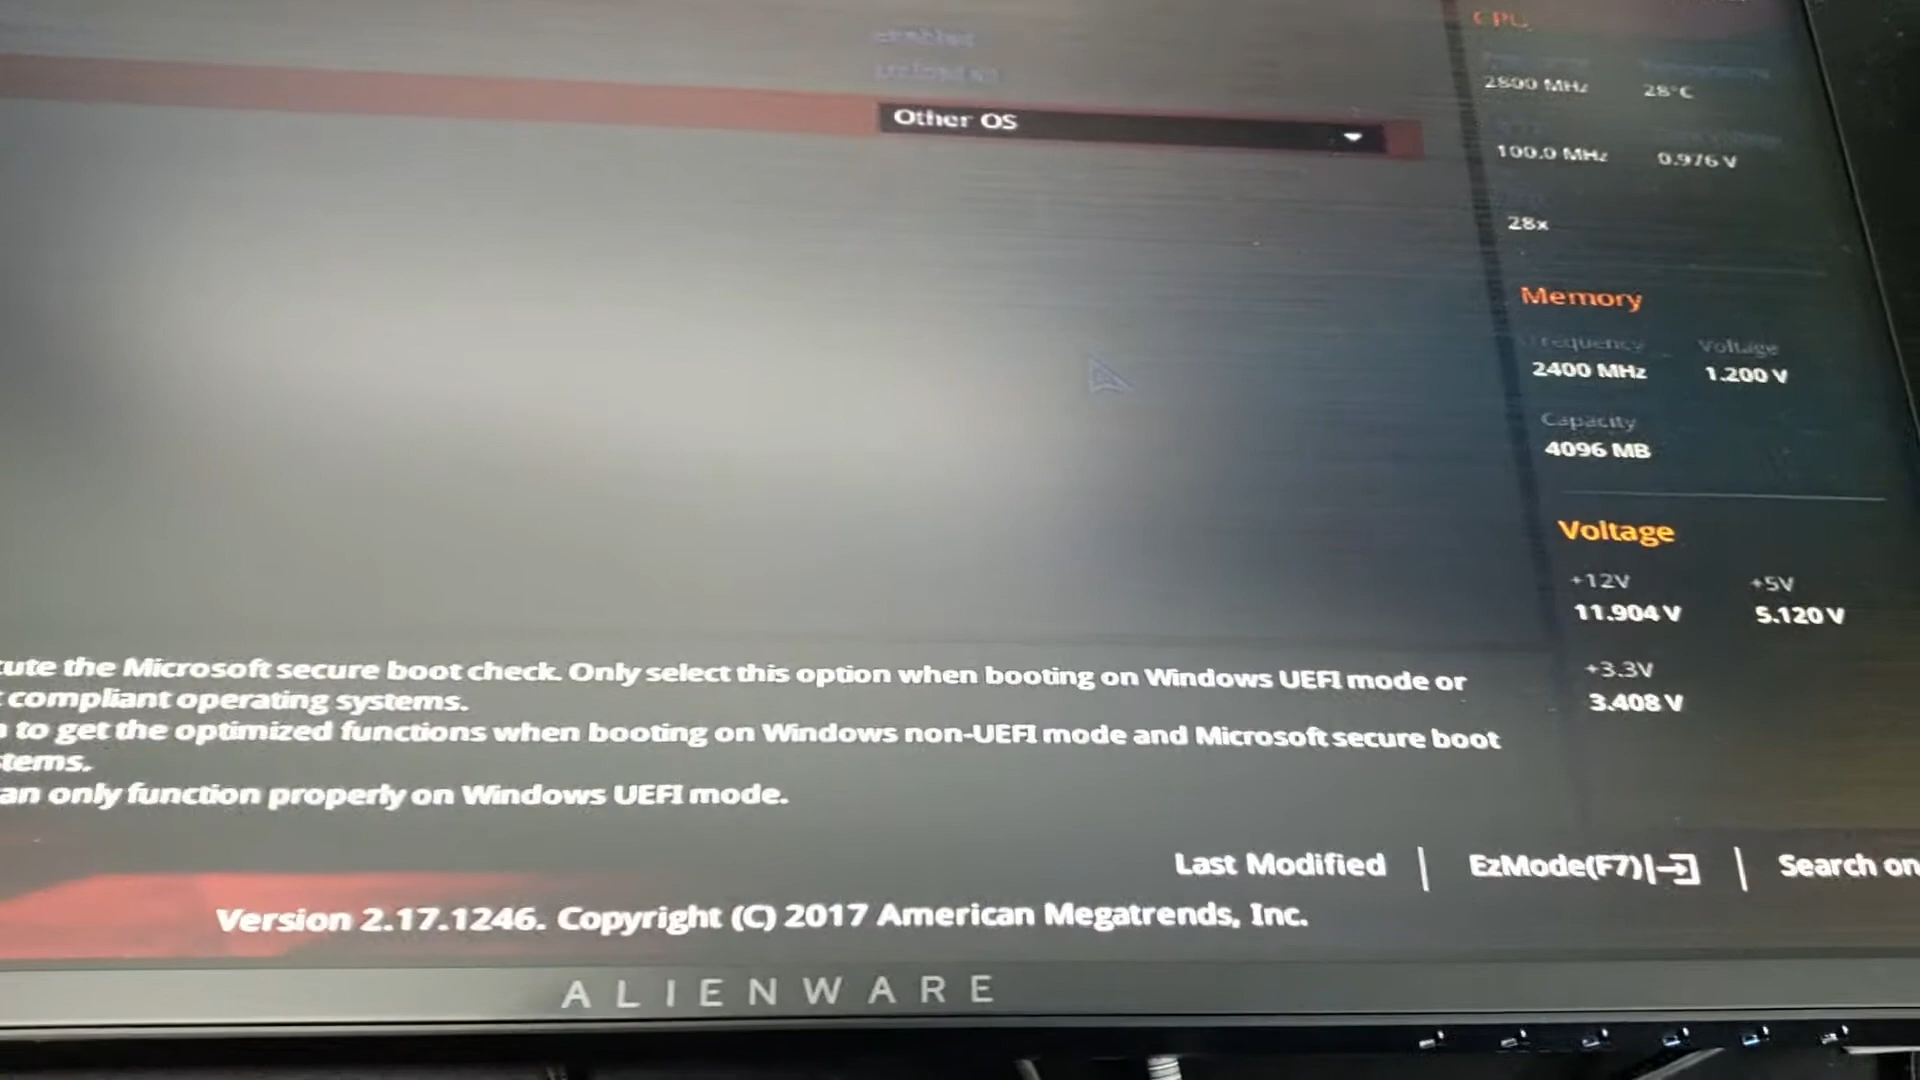 Other OS
CPU
2800 MHz 28°C
100.0 MHz 0.976 V
28x
Memory
Frequency Voltage
2400 MHz 1.200 V
Capacity
4096 MB
Voltage
+12V +5V
11.904 V 5.120 V
+3.3V
3.408 V
the Microsoft secure boot check. Only select this option when booting on Windows UEFI mode or
compliant operating systems.
to get the optimized functions when booting on Windows non-UEFI mode and Microsoft secure boot
only function properly on Windows UEFI mode.
Last Modified | EzMode(F7) | Search on
Version 2.17.1246. Copyright (C) 2017 American Megatrends, Inc.
ALIENWARE